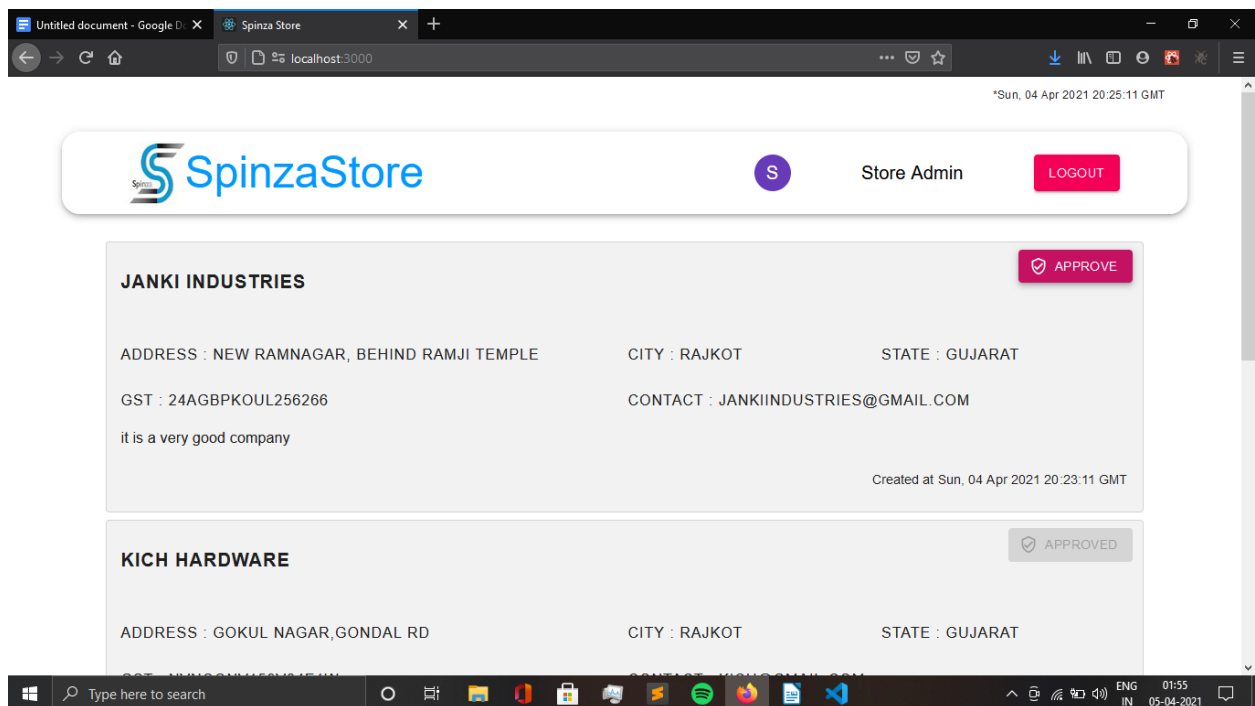 Untitled document - Google Do
Spinza Store
localhost:3000
*Sun, 04 Apr 2021 20:25:11 GMT
Spinza
SpinzaStore
S
Store Admin
LOGOUT
JANKI INDUSTRIES
APPROVE
ADDRESS : NEW RAMNAGAR, BEHIND RAMJI TEMPLE
CITY : RAJKOT
STATE : GUJARAT
GST : 24AGBPKOUL256266
CONTACT : JANKIINDUSTRIES@GMAIL.COM
it is a very good company
Created at Sun, 04 Apr 2021 20:23:11 GMT
KICH HARDWARE
APPROVED
ADDRESS : GOKUL NAGAR,GONDAL RD
CITY : RAJKOT
STATE : GUJARAT
Type here to search
ENG
IN
01:55
05-04-2021